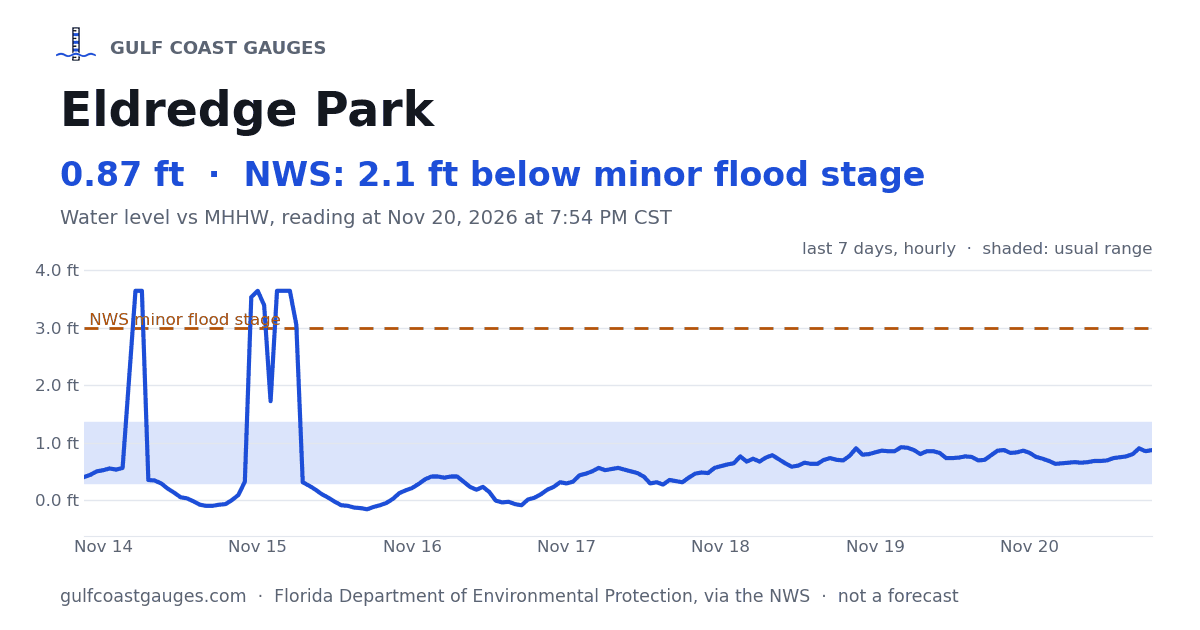 GULF COAST GAUGES
Eldredge Park
0.87 ft · NWS: 2.1 ft below minor flood stage
Water level vs MHHW, reading at Nov 20, 2026 at 7:54 PM CST
last 7 days, hourly · shaded: usual range
4.0 ft
NWS minor flood stage
3.0 ft
2.0 ft
1.0 ft
0.0 ft
Nov 14 Nov 15 Nov 16 Nov 17 Nov 18 Nov 19 Nov 20
gulfcoastgauges.com · Florida Department of Environmental Protection, via the NWS · not a forecast